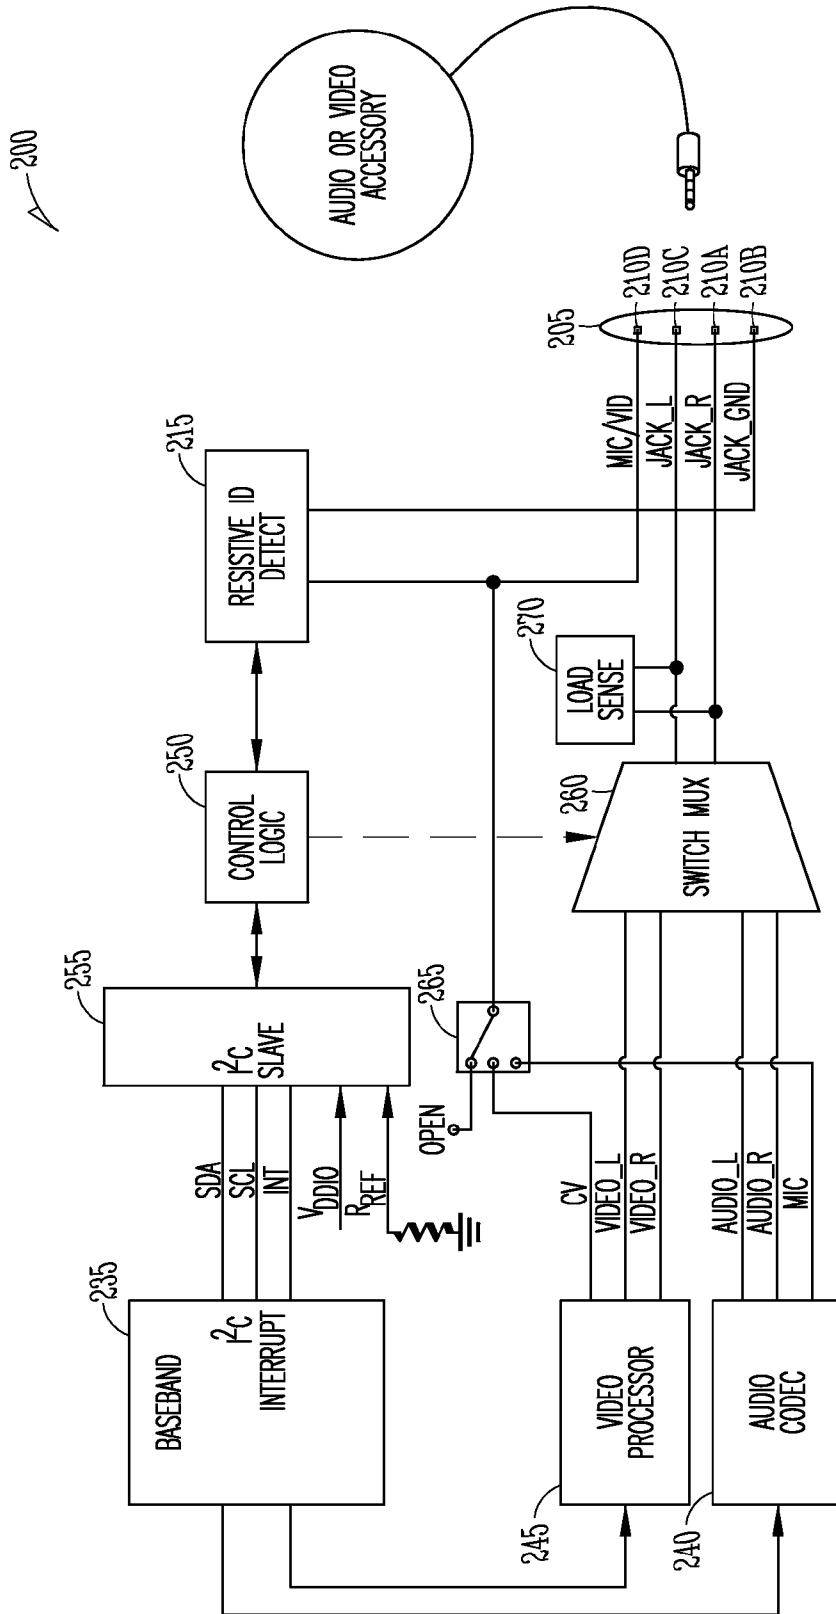 200
AUDIO OR VIDEO
ACCESSORY
235
BASEBAND
I2C
INTERRUPT
SDA
SCL
INT
VDDIO
RREF
255
I2C
SLAVE
250
CONTROL
LOGIC
215
RESISTIVE ID
DETECT
OPEN
265
270
LOAD
SENSE
205
MIC/VID
JACK_L
JACK_R
JACK_GND
210D
210C
210A
210B
245
VIDEO
PROCESSOR
CV
VIDEO_L
VIDEO_R
260
SWITCH MUX
240
AUDIO
CODEC
AUDIO_L
AUDIO_R
MIC